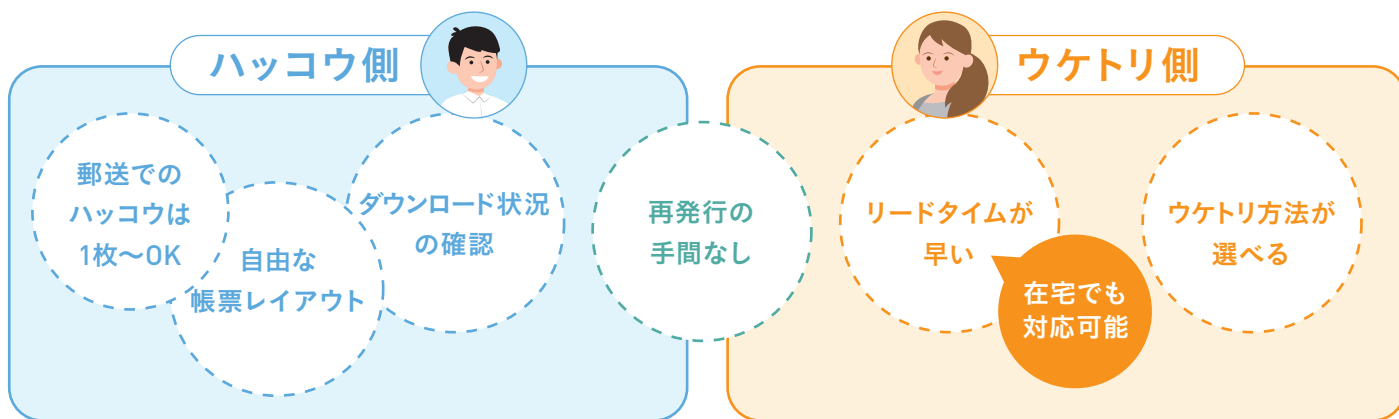 ハッコウ側
郵送での
ハッコウは
1枚〜OK
自由な
帳票レイアウト
ダウンロード状況
の確認
再発行の
手間なし
ウケトリ側
リードタイムが
早い
在宅でも
対応可能
ウケトリ方法が
選べる